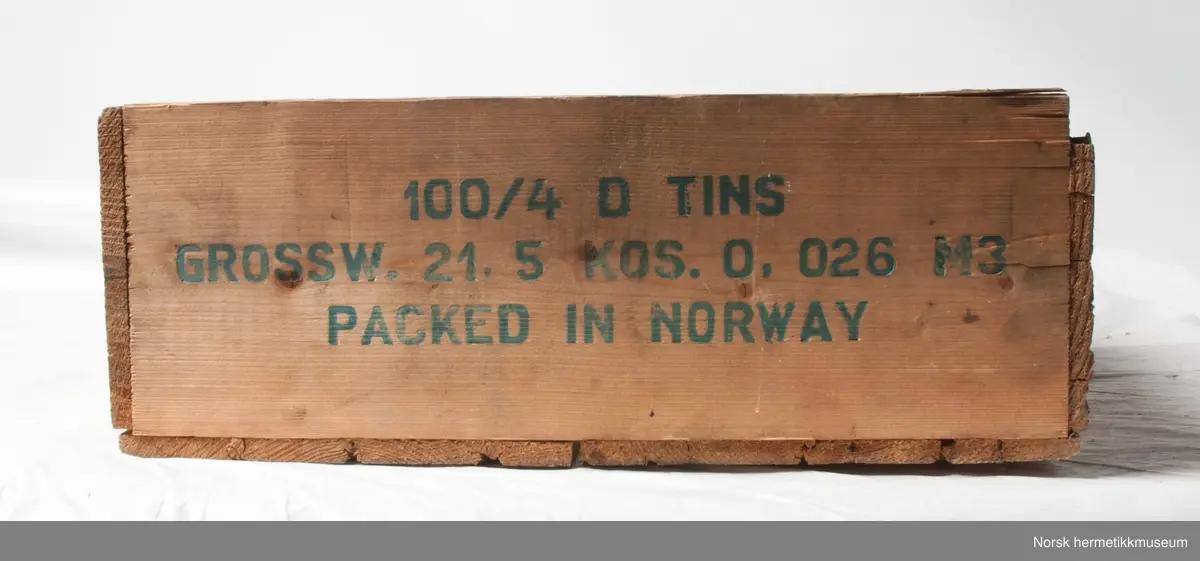 100/4 D TINS
GROSSW. 21.5 KOS. 0,026 M3
PACKED IN NORWAY
Norsk hermetikkmuseum